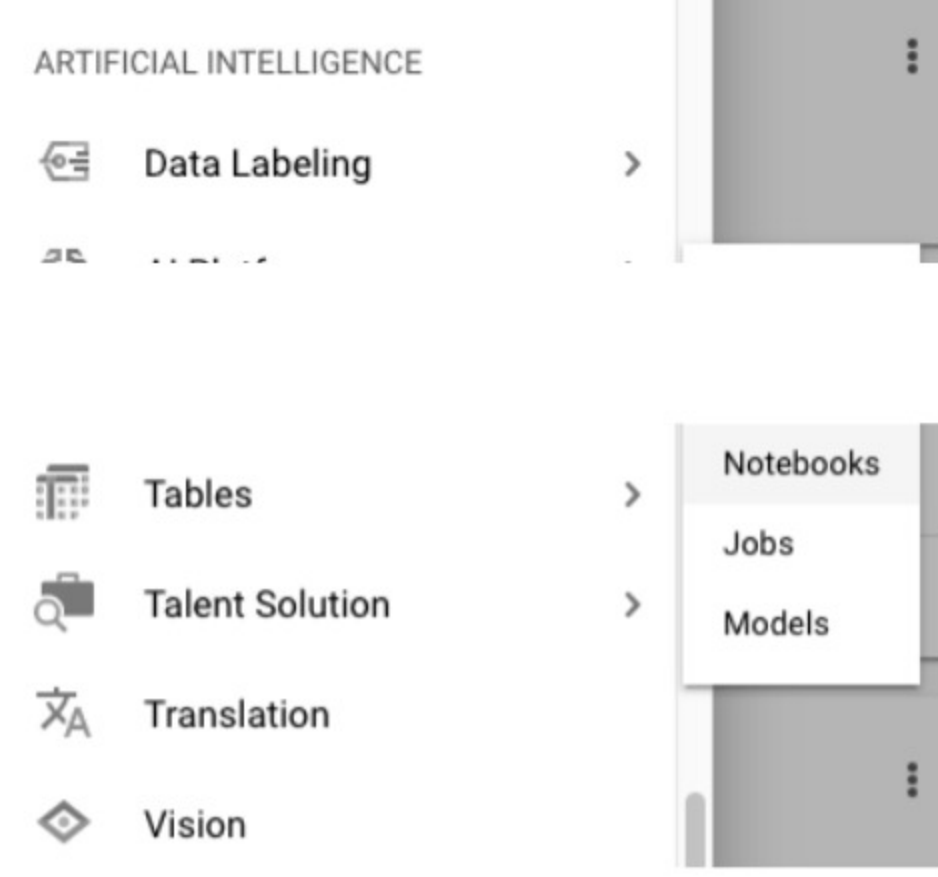 ARTIFICIAL INTELLIGENCE
Data Labeling
Tables
Talent Solution
Translation
Vision
Notebooks
Jobs
Models